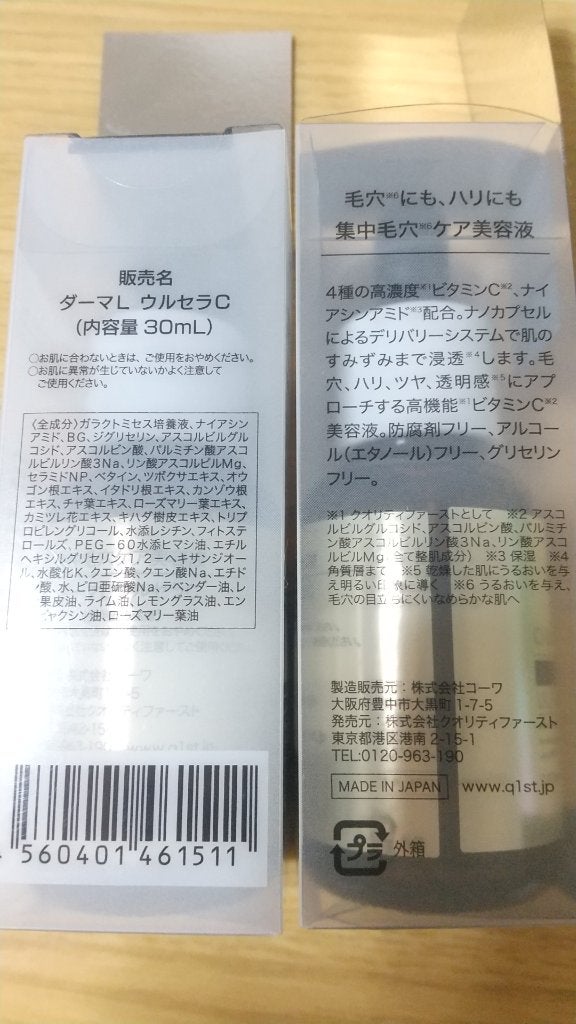 販売名
ダーマL ウルセラC
(内容量 30mL)
○お肌に合わないときは、ご使用をおやめください。
○お肌に異常が生じていないかよく注意して
ご使用ください。
〈全成分〉ガラクトミセス培養液、ナイアシン
アミド、BG、ジグリセリン、アスコルビルグル
コシド、アスコルビン酸、パルミチン酸アスコ
ルビルリン酸3Na、リン酸アスコルビルMg、
セラミドNP、ベタイン、ツボクサエキス、オウ
ゴン根エキス、イタドリ根エキス、カンゾウ根
エキス、チャ葉エキス、ローズマリー葉エキス、
カミツレ花エキス、キハダ樹皮エキス、トリプ
ロピレングリコール、水添レシチン、フィトステ
ロールズ、PEG-60水添ヒマシ油、エチル
ヘキシルグリセリン、1,2-ヘキサンジオー
ル、水酸化K、クエン酸、クエン酸Na、エチド
ン酸、水、ピロ亜硫酸Na、ラベンダー油、レ
果皮油、ライム油、レモングラス油、エン
ジャクシン油、ローズマリー葉油
560401 461511
毛穴※6にも、ハリにも
集中毛穴※6ケア美容液
4種の高濃度※1ビタミンC※2、ナイ
アシンアミド※3配合。ナノカプセル
によるデリバリーシステムで肌の
すみずみまで浸透※4します。毛
穴、ハリ、ツヤ、透明感※5にアプ
ローチする高機能※1ビタミンC※2
美容液。防腐剤フリー、アルコー
ル(エタノール)フリー、グリセリン
フリー。
※1 クオリティファーストとして ※2 アスコ
ルビルグルコシド、アスコルビン酸、パルミチ
ン酸アスコルビルリン酸3Na、リン酸アスコ
ルビルMg(全て整肌成分) ※3 保湿 ※4
角質層まで ※5 乾燥した肌にうるおいを与
え明るい印象に導く ※6 うるおいを与え、
毛穴の目立ちにくいなめらかな肌へ
製造販売元:株式会社コーワ
大阪府豊中市大黒町 1-7-5
発売元:株式会社クオリティファースト
東京都港区港南 2-15-1
TEL:0120-963-190
MADE IN JAPAN www.q1st.jp
プラ 外箱